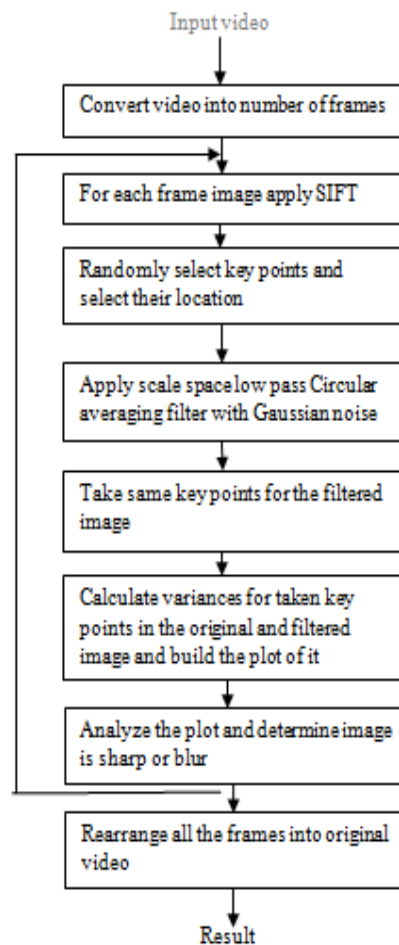 Input video
Convert video into number of frames
For each frame image apply SIFT
Randomly select key points and
select their location
Apply scale space low pass Circular
averaging filter with Gaussian noise
Take same key points for the filtered
image
Calculate variances for taken key
points in the original and filtered
image and build the plot of it
Analyze the plot and determine image
is sharp or blur
Rearrange all the frames into original
video
Result